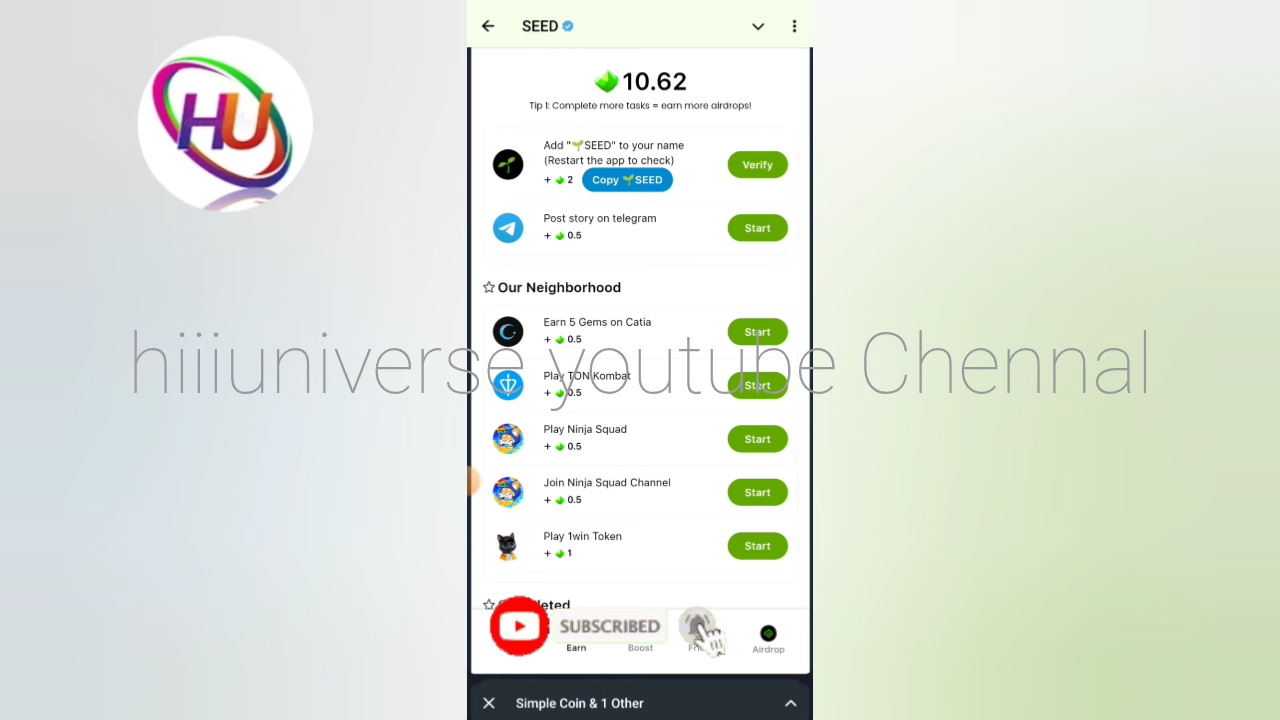 SEED
HU
10.62
Tip 1: Complete more tasks = earn more airdrops!
Add "🌱SEED" to your name
(Restart the app to check)
+ 2 Copy 🌱SEED
Verify
Post story on telegram
+ 0.5
Start
Our Neighborhood
Earn 5 Gems on Catia
+ 0.5
Start
hiiiuniverse youtube Chennal
Play TON Kombat
+ 0.5
Start
Play Ninja Squad
+ 0.5
Start
Join Ninja Squad Channel
+ 0.5
Start
Play 1win Token
+ 1
Start
SUBSCRIBED
Earn
Boost
Airdrop
Simple Coin & 1 Other